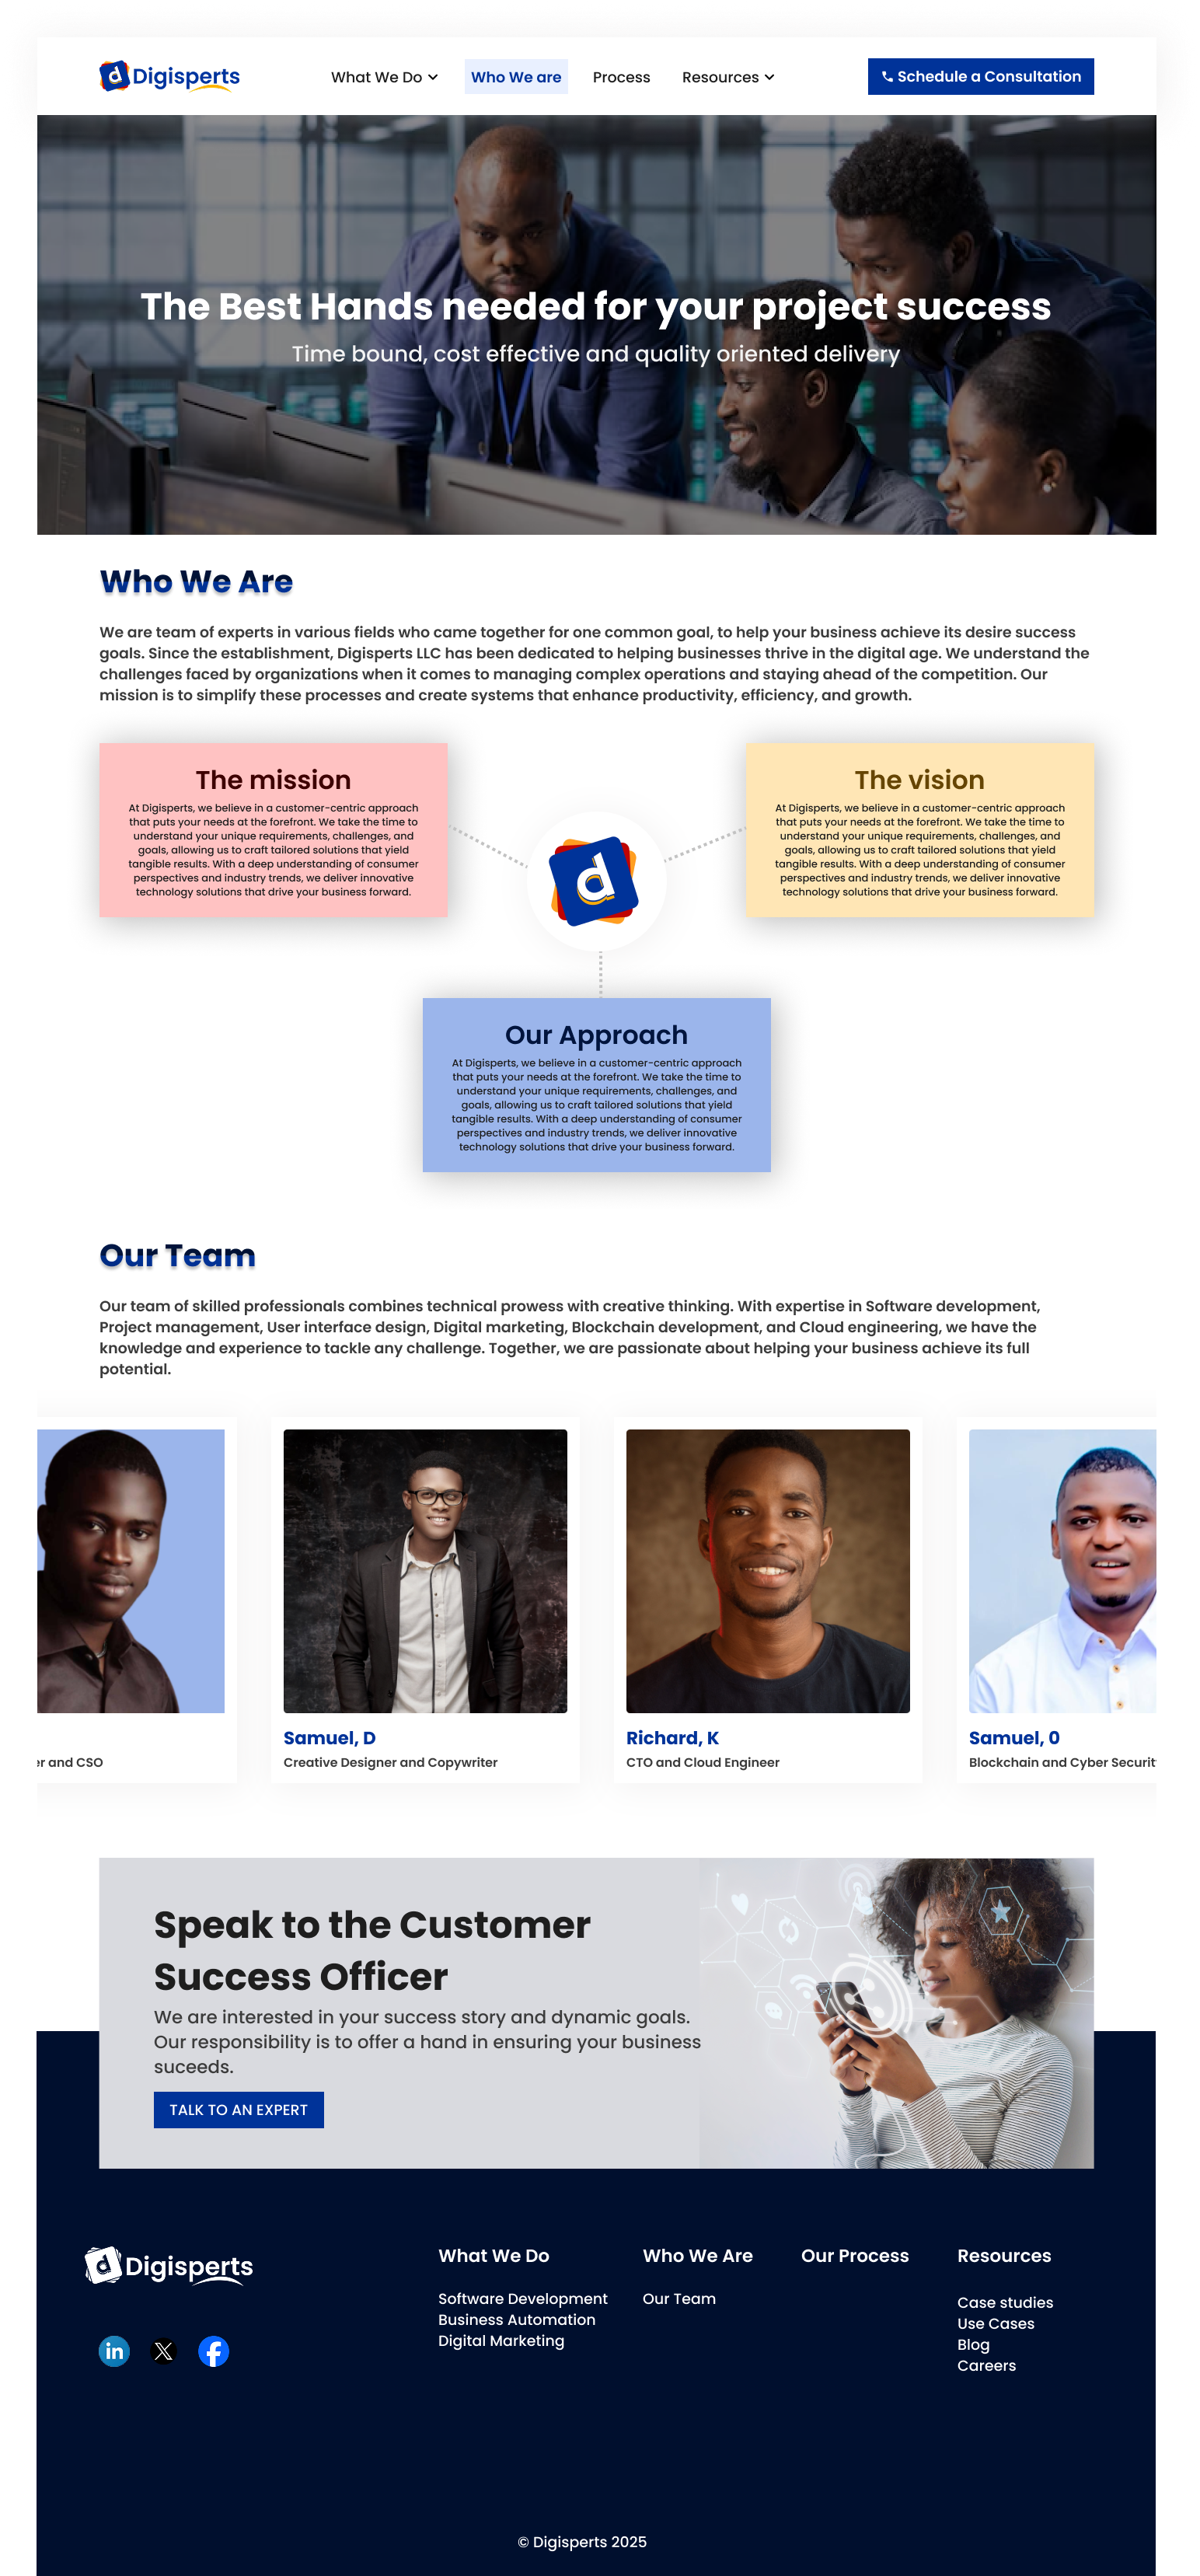 Digisperts
What We Do
Who We are
Process
Resources
Schedule a Consultation
The Best Hands needed for your project success
Time bound, cost effective and quality oriented delivery
Who We Are
We are team of experts in various fields who came together for one common goal, to help your business achieve its desire success
goals. Since the establishment, Digisperts LLC has been dedicated to helping businesses thrive in the digital age. We understand the
challenges faced by organizations when it comes to managing complex operations and staying ahead of the competition. Our
mission is to simplify these processes and create systems that enhance productivity, efficiency, and growth.
The mission
At Digisperts, we believe in a customer-centric approach
that puts your needs at the forefront. We take the time to
understand your unique requirements, challenges, and
goals, allowing us to craft tailored solutions that yield
tangible results. With a deep understanding of consumer
perspectives and industry trends, we deliver innovative
technology solutions that drive your business forward.
The vision
At Digisperts, we believe in a customer-centric approach
that puts your needs at the forefront. We take the time to
understand your unique requirements, challenges, and
goals, allowing us to craft tailored solutions that yield
tangible results. With a deep understanding of consumer
perspectives and industry trends, we deliver innovative
technology solutions that drive your business forward.
d
Our Approach
At Digisperts, we believe in a customer-centric approach
that puts your needs at the forefront. We take the time to
understand your unique requirements, challenges, and
goals, allowing us to craft tailored solutions that yield
tangible results. With a deep understanding of consumer
perspectives and industry trends, we deliver innovative
technology solutions that drive your business forward.
Our Team
Our team of skilled professionals combines technical prowess with creative thinking. With expertise in Software development,
Project management, User interface design, Digital marketing, Blockchain development, and Cloud engineering, we have the
knowledge and experience to tackle any challenge. Together, we are passionate about helping your business achieve its full
potential.
er and CSO
Samuel, D
Creative Designer and Copywriter
Richard, K
CTO and Cloud Engineer
Samuel, 0
Blockchain and Cyber Securit
Speak to the Customer
Success Officer
We are interested in your success story and dynamic goals.
Our responsibility is to offer a hand in ensuring your business
suceeds.
TALK TO AN EXPERT
Digisperts
What We Do
Software Development
Business Automation
Digital Marketing
Who We Are
Our Team
Our Process
Resources
Case studies
Use Cases
Blog
Careers
© Digisperts 2025